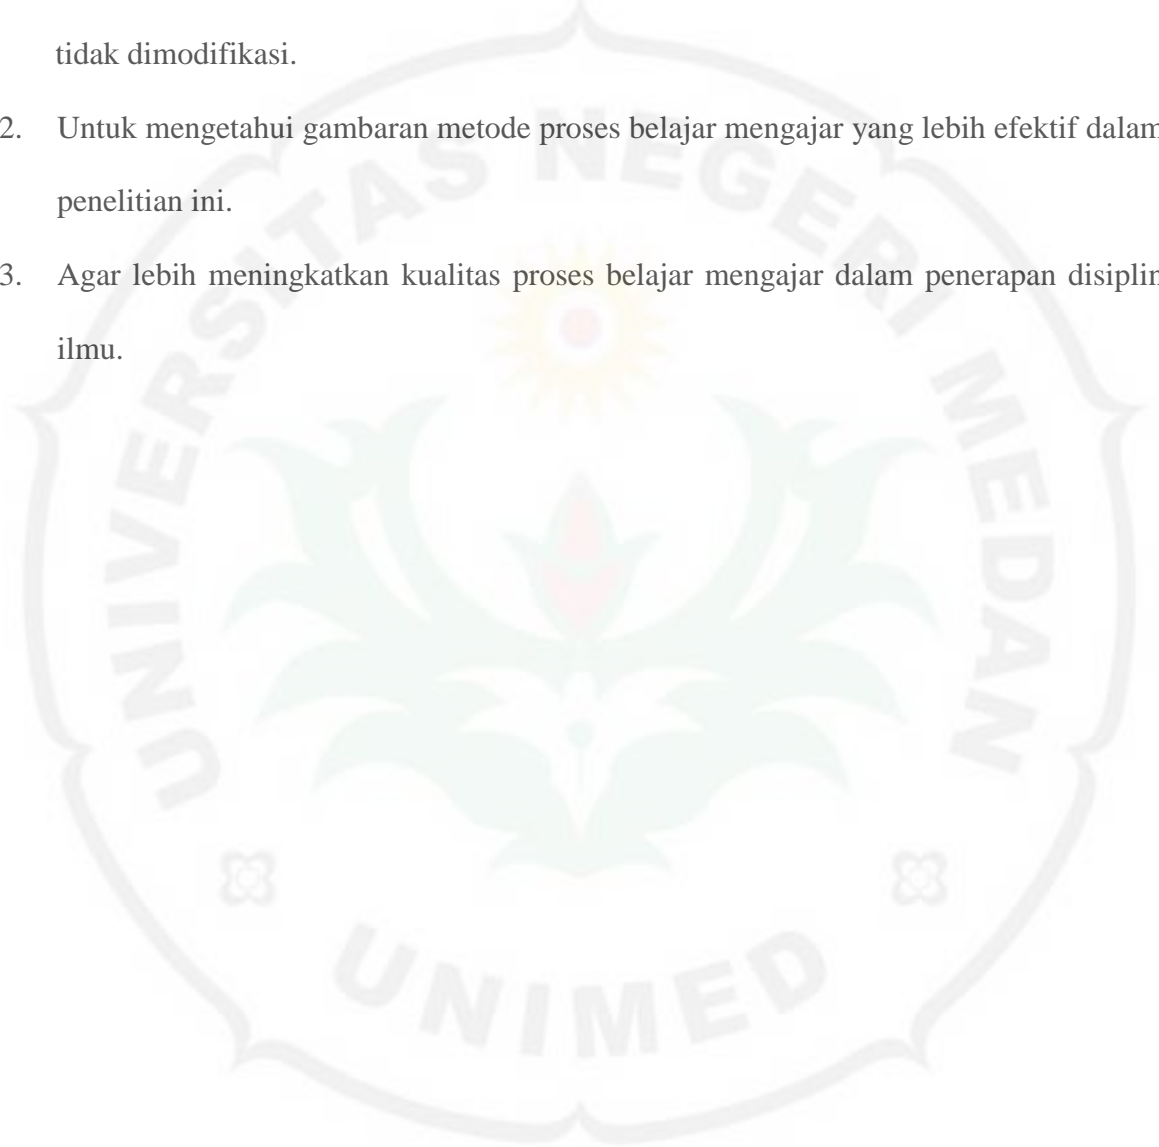 tidak dimodifikasi.
2. Untuk mengetahui gambaran metode proses belajar mengajar yang lebih efektif dalam
penelitian ini.
3. Agar lebih meningkatkan kualitas proses belajar mengajar dalam penerapan disiplin
ilmu.
UNIVERSITAS NEGERI MEDAN
UNIMED